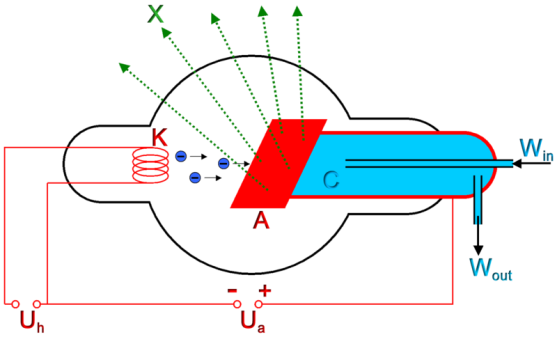 X
K
− − −
A
C
W_in
W_out
− +
U_h
U_a